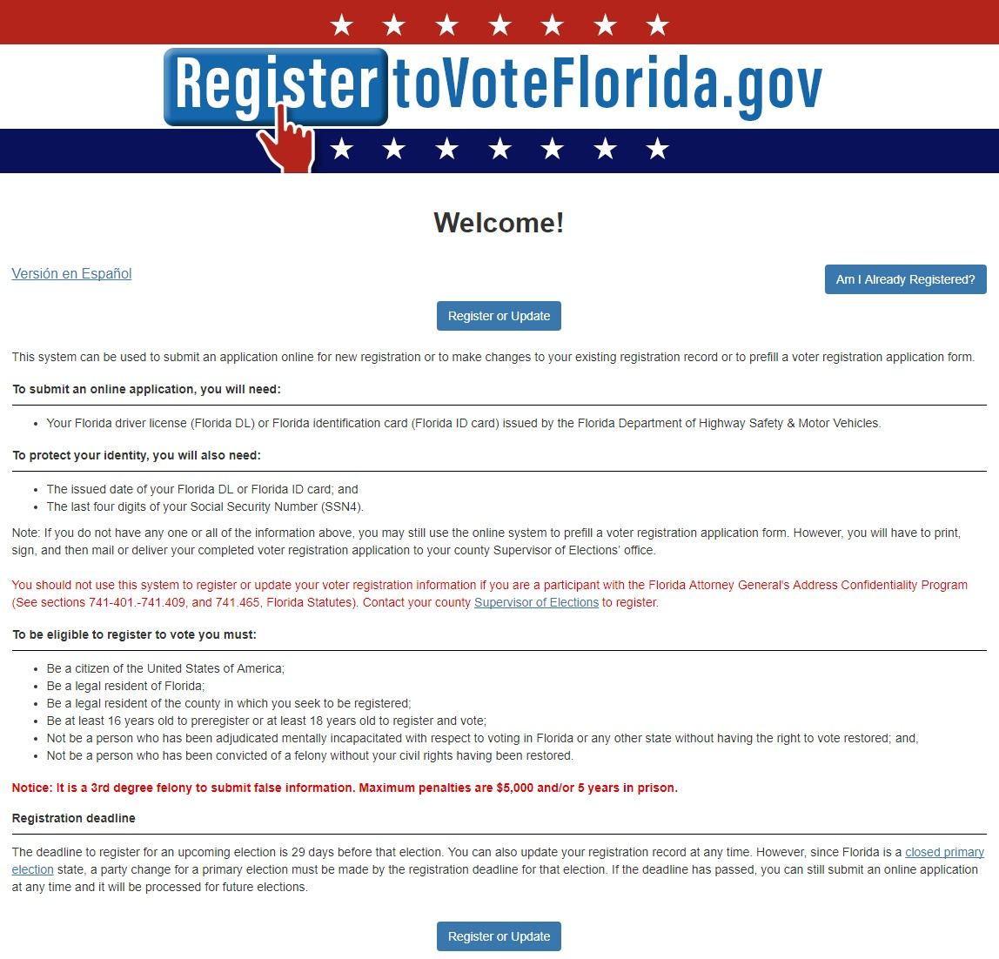 RegistertoVoteFlorida.gov
Welcome!
Versión en Español
Am I Already Registered?
Register or Update
This system can be used to submit an application online for new registration or to make changes to your existing registration record or to prefill a voter registration application form.
To submit an online application, you will need:
• Your Florida driver license (Florida DL) or Florida identification card (Florida ID card) issued by the Florida Department of Highway Safety & Motor Vehicles.
To protect your identity, you will also need:
• The issued date of your Florida DL or Florida ID card; and
• The last four digits of your Social Security Number (SSN4).
Note: If you do not have any one or all of the information above, you may still use the online system to prefill a voter registration application form. However, you will have to print,
sign, and then mail or deliver your completed voter registration application to your county Supervisor of Elections’ office.
You should not use this system to register or update your voter registration information if you are a participant with the Florida Attorney General's Address Confidentiality Program
(See sections 741-401.-741.409, and 741.465, Florida Statutes). Contact your county Supervisor of Elections to register.
To be eligible to register to vote you must:
• Be a citizen of the United States of America;
• Be a legal resident of Florida;
• Be a legal resident of the county in which you seek to be registered;
• Be at least 16 years old to preregister or at least 18 years old to register and vote;
• Not be a person who has been adjudicated mentally incapacitated with respect to voting in Florida or any other state without having the right to vote restored; and,
• Not be a person who has been convicted of a felony without your civil rights having been restored.
Notice: It is a 3rd degree felony to submit false information. Maximum penalties are $5,000 and/or 5 years in prison.
Registration deadline
The deadline to register for an upcoming election is 29 days before that election. You can also update your registration record at any time. However, since Florida is a closed primary
election state, a party change for a primary election must be made by the registration deadline for that election. If the deadline has passed, you can still submit an online application
at any time and it will be processed for future elections.
Register or Update